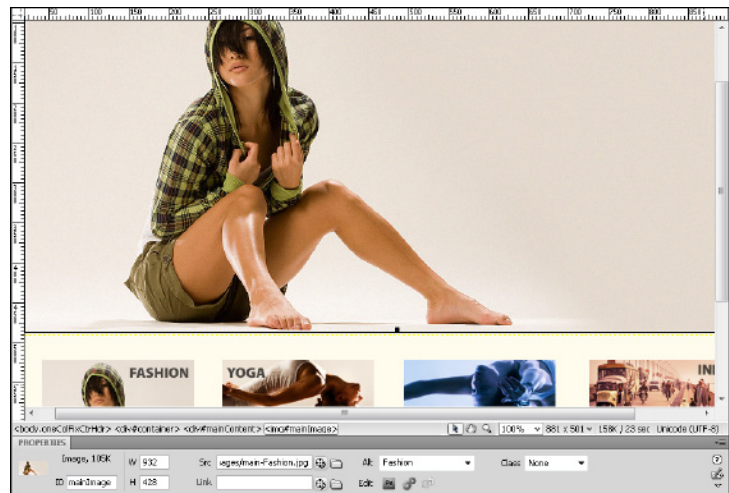 50 100 150 200 250 300 350 400 450 500 550 600 650 700 750 800 850
FASHION
YOGA
IN
<body.oneColFixCtrHdr> <div#container> <div#mainContent> <img#mainImage>
100%
881 x 501
158K / 23 sec
Unicode (UTF-8)
PROPERTIES
Image, 105K
W 932
Src ages/main-Fashion.jpg
Alt Fashion
Class None
ID mainImage
H 428
Link
Edit